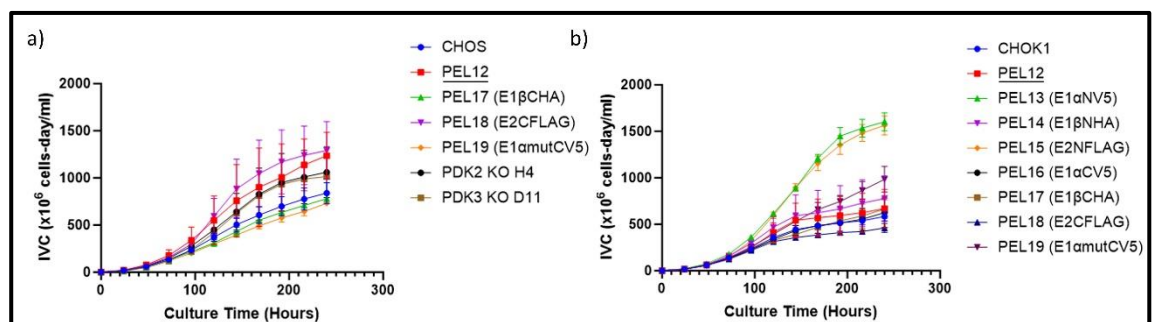 a)
CHOS
PEL12
PEL17 (E1βCHA)
PEL18 (E2CFLAG)
PEL19 (E1αmutCV5)
PDK2 KO H4
PDK3 KO D11
IVC (x10⁶ cells-day/ml)
2000
1500
1000
500
0
0
100
200
300
Culture Time (Hours)
b)
CHOK1
PEL12
PEL13 (E1αNV5)
PEL14 (E1βNHA)
PEL15 (E2NFLAG)
PEL16 (E1αCV5)
PEL17 (E1βCHA)
PEL18 (E2CFLAG)
PEL19 (E1αmutCV5)
IVC (x10⁶ cells-day/ml)
2000
1500
1000
500
0
0
100
200
300
Culture Time (Hours)